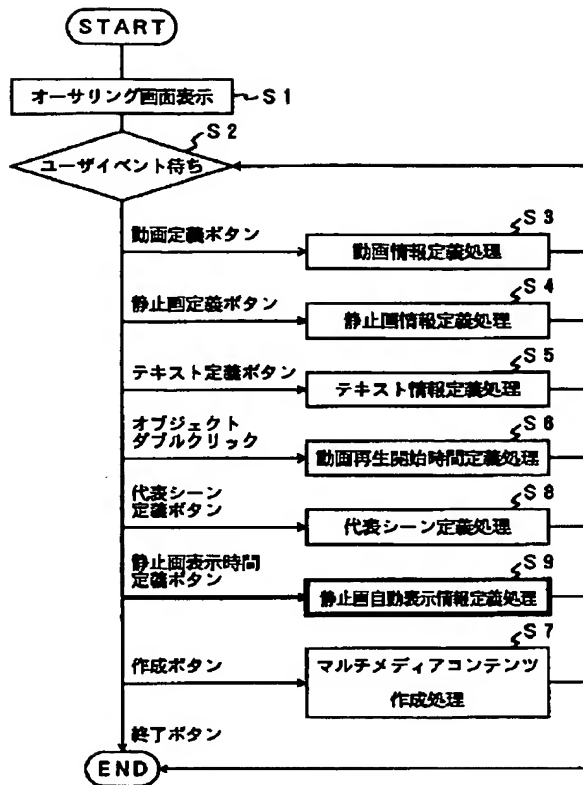 START
オーサリング画面表示
S1
S2
ユーザイベント待ち
動画定義ボタン
S3
動画情報定義処理
静止画定義ボタン
S4
静止画情報定義処理
テキスト定義ボタン
S5
テキスト情報定義処理
オブジェクト
ダブルクリック
S6
動画再生開始時間定義処理
代表シーン
定義ボタン
S8
代表シーン定義処理
静止画表示時間
定義ボタン
S9
静止画自動表示情報定義処理
作成ボタン
S7
マルチメディアコンテンツ
作成処理
終了ボタン
END